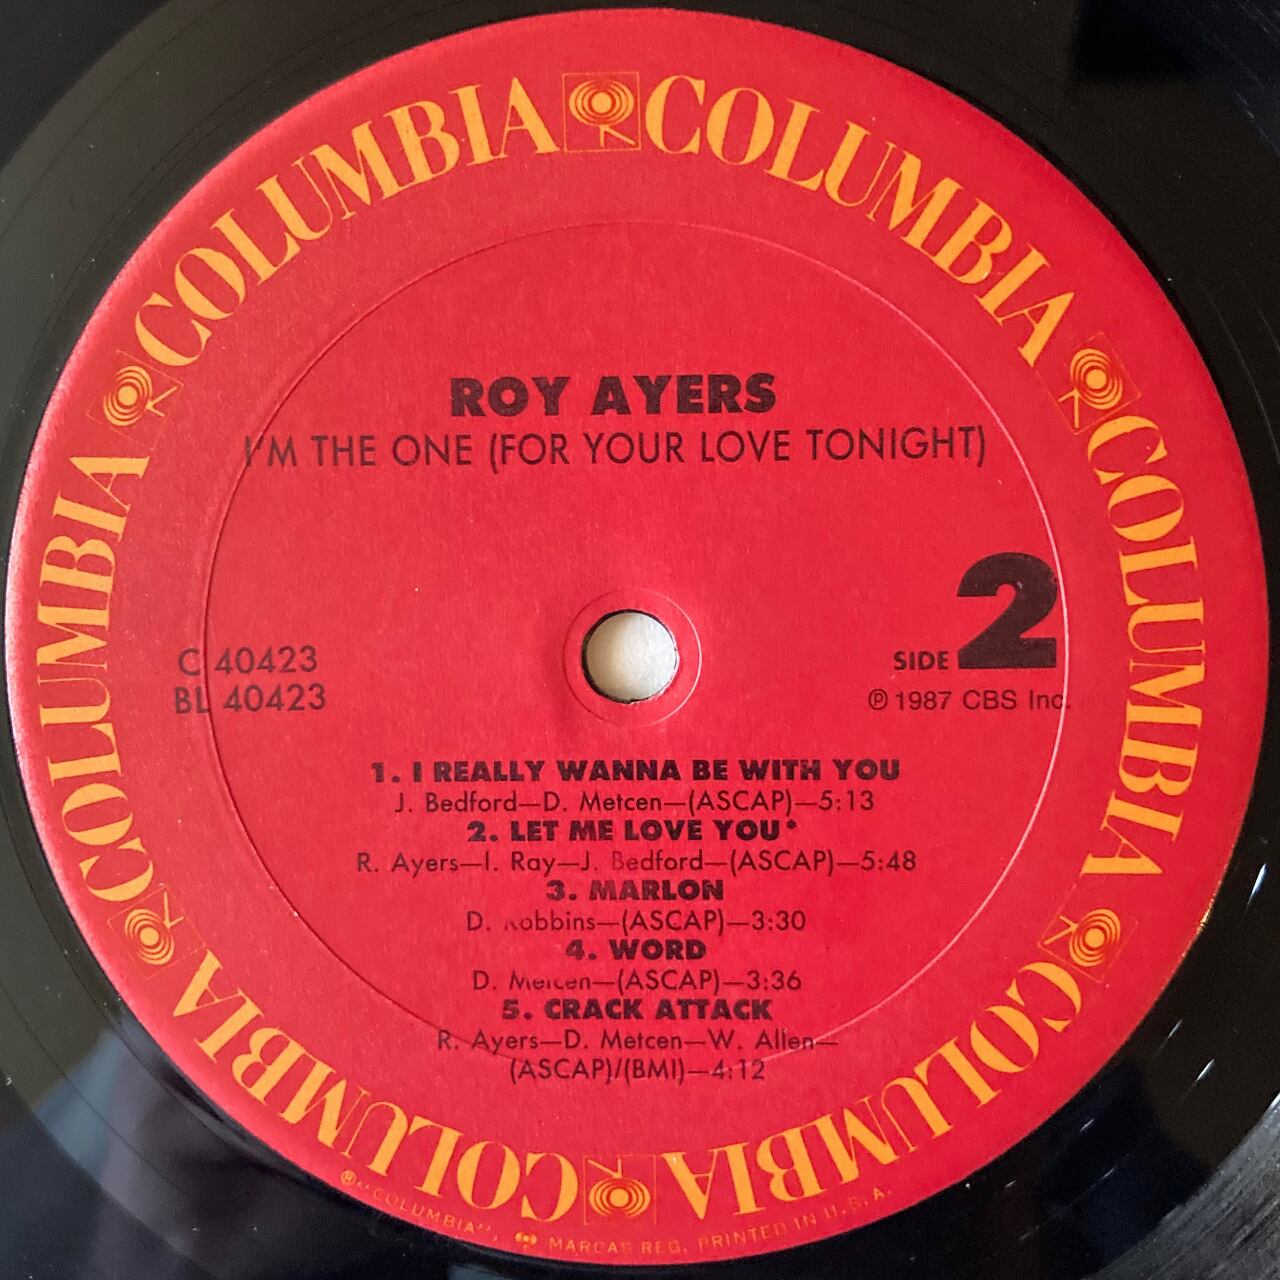 COLUMBIA COLUMBIA COLUMBIA COLUMBIA COLUMBIA COLUMBIA COLUMBIA COLUMBIA
ROY AYERS
I'M THE ONE (FOR YOUR LOVE TONIGHT)
SIDE 2
C 40423
BL 40423
℗ 1987 CBS Inc.
1. I REALLY WANNA BE WITH YOU
J. Bedford—D. Metcen—(ASCAP)—5:13
2. LET ME LOVE YOU*
R. Ayers—I. Ray—J. Bedford—(ASCAP)—5:48
3. MARLON
D. Robbins—(ASCAP)—3:30
4. WORD
D. Metcen—(ASCAP)—3:36
5. CRACK ATTACK
R. Ayers—D. Metcen—W. Allen—
(ASCAP)/(BMI)—4:12
®"COLUMBIA", MARCAS REG. PRINTED IN U.S.A.